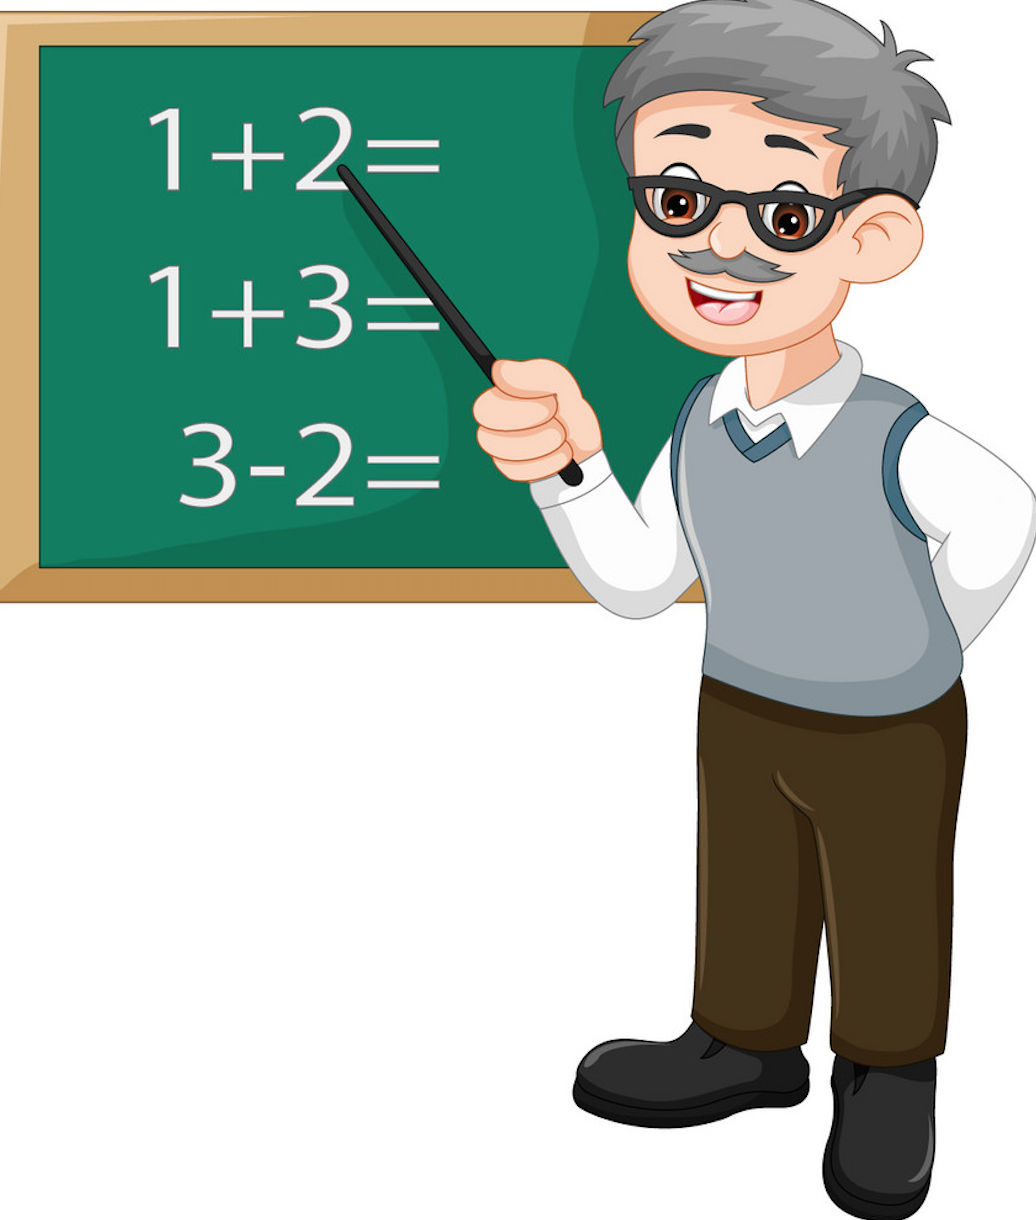 1+2=
1+3=
3-2=